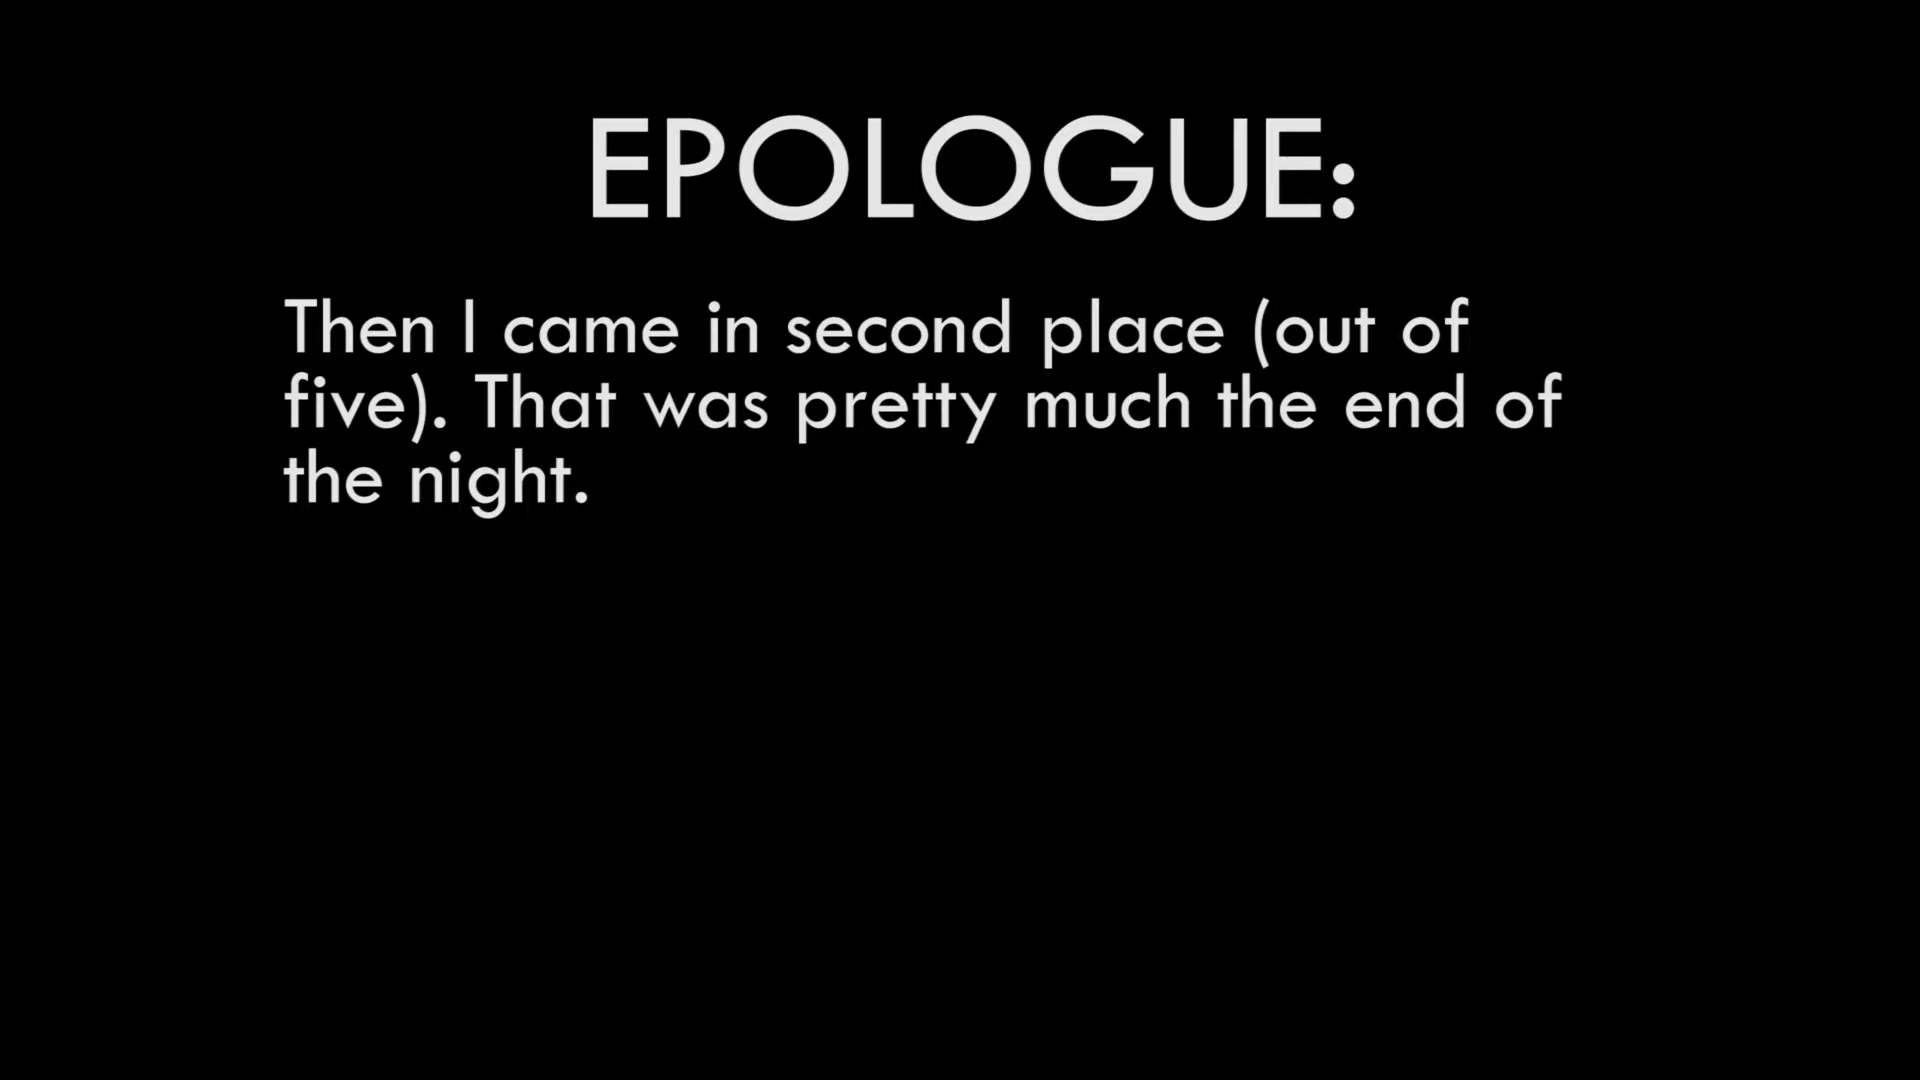 EPOLOGUE:
Then I came in second place (out of
five). That was pretty much the end of
the night.